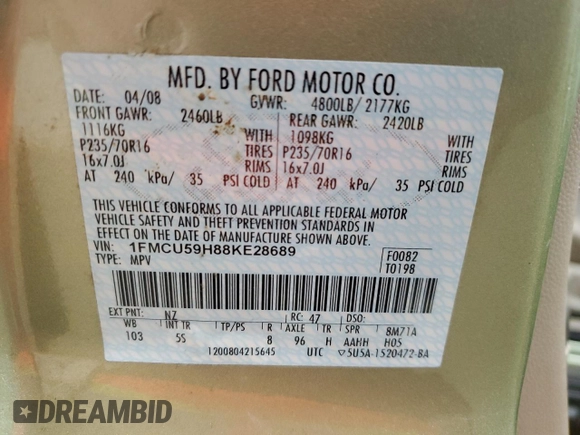 MFD. BY FORD MOTOR CO.
DATE: 04/08 GVWR: 4800LB/ 2177KG
FRONT GAWR: 2460LB REAR GAWR: 2420LB
1116KG WITH 1098KG WITH
P235/70R16 TIRES P235/70R16 TIRES
16x7.0J RIMS 16x7.0J RIMS
AT 240 kPa/ 35 PSI COLD AT 240 kPa/ 35 PSI COLD
THIS VEHICLE CONFORMS TO ALL APPLICABLE FEDERAL MOTOR
VEHICLE SAFETY AND THEFT PREVENTION STANDARDS IN
EFFECT ON THE DATE OF MANUFACTURE SHOWN ABOVE.
VIN: 1FMCU59H88KE28689 F0082
TYPE: MPV T0198
EXT PNT: NZ RC: 47 DSO:
WB INT TR TP/PS R AXLE TR SPR 8M71A
103 5S 8 96 H AAHH H05
1200804215645 UTC ▽5U5A-1520472-BA
DREAMBID